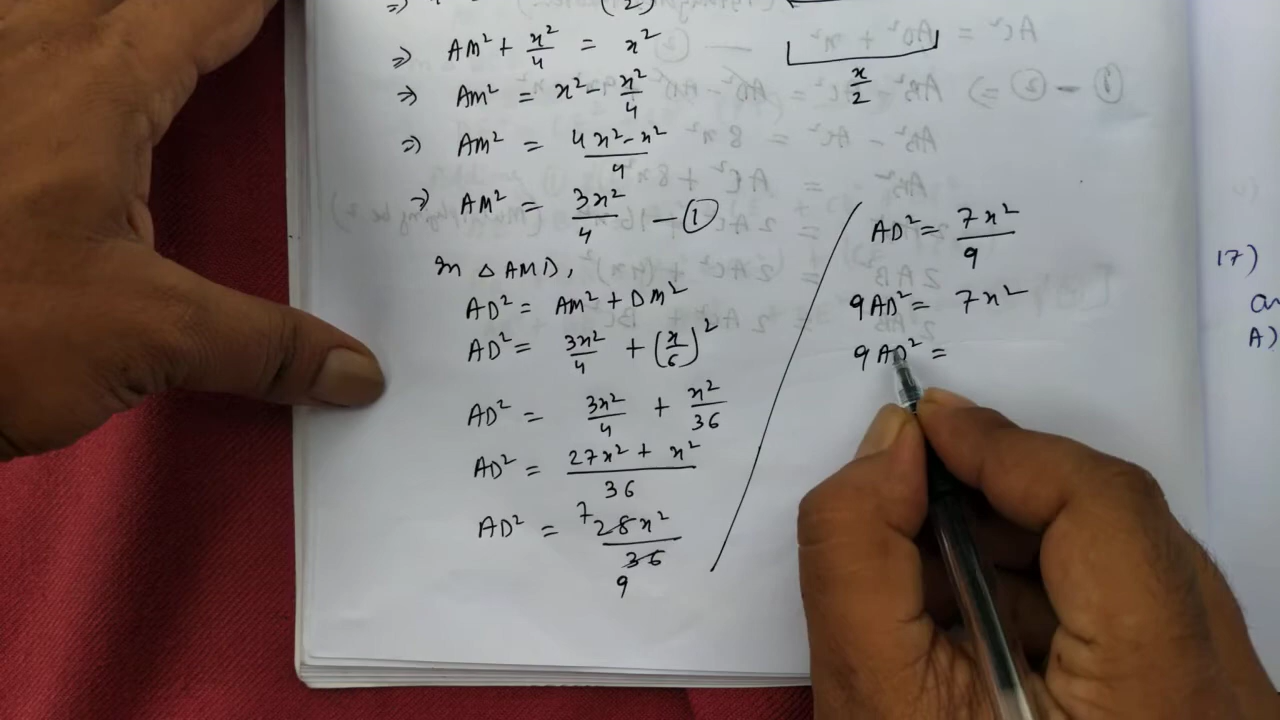 ⇒ AM² + x²/4 = x²
x/2
⇒ AM² = x² - x²/4
⇒ AM² = 4x² - x²/4
⇒ AM² = 3x²/4 — ①
In △ AMD,
AD² = AM² + DM²
AD² = 3x²/4 + (x/6)²
AD² = 3x²/4 + x²/36
AD² = 27x² + x²/36
AD² = 7 28x²/36 9
AD² = 7x²/9
9AD² = 7x²
9AD² =
17)
A)